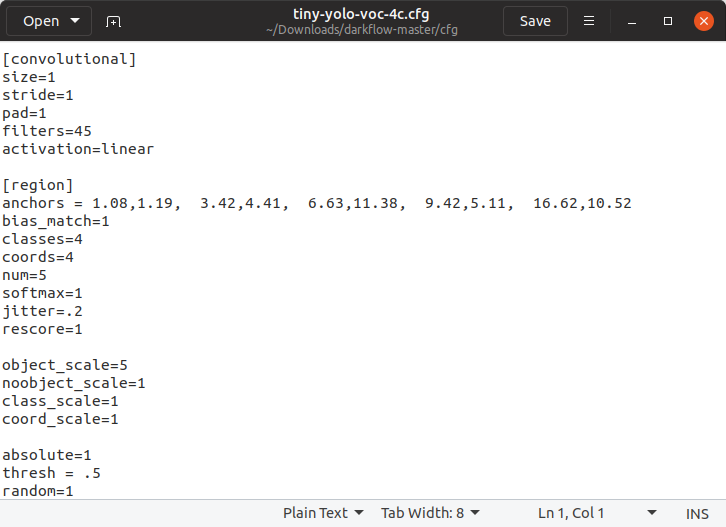 Open
tiny-yolo-voc-4c.cfg
~/Downloads/darkflow-master/cfg
Save
[convolutional]
size=1
stride=1
pad=1
filters=45
activation=linear

[region]
anchors = 1.08,1.19,  3.42,4.41,  6.63,11.38,  9.42,5.11,  16.62,10.52
bias_match=1
classes=4
coords=4
num=5
softmax=1
jitter=.2
rescore=1

object_scale=5
noobject_scale=1
class_scale=1
coord_scale=1

absolute=1
thresh = .5
random=1
Plain Text Tab Width: 8 Ln 1, Col 1 INS